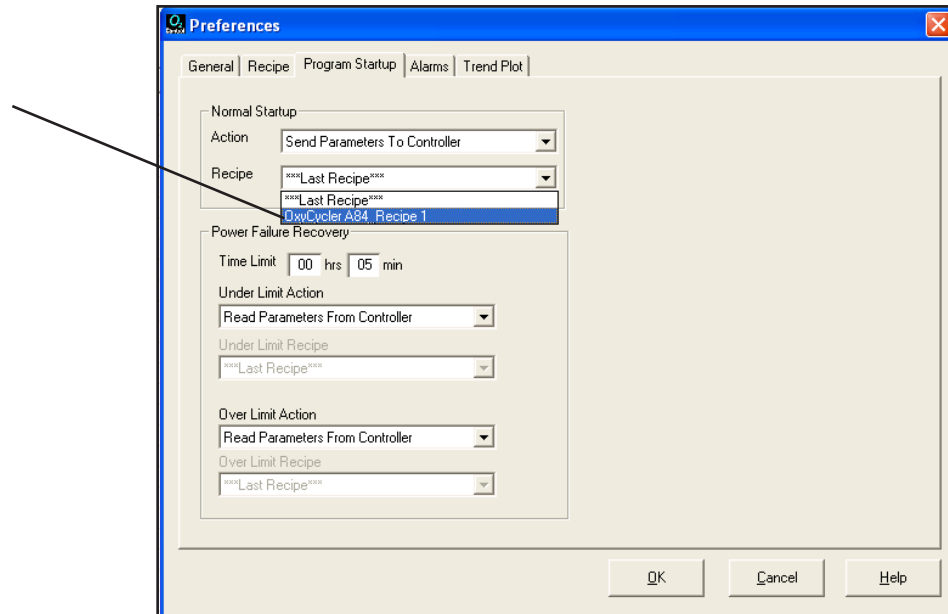 O2
Control
Preferences
General Recipe Program Startup Alarms Trend Plot
Normal Startup
Action Send Parameters To Controller
Recipe ***Last Recipe***
***Last Recipe***
OxyCycler A84_Recipe 1
Power Failure Recovery
Time Limit 00 hrs 05 min
Under Limit Action
Read Parameters From Controller
Under Limit Recipe
***Last Recipe***
Over Limit Action
Read Parameters From Controller
Over Limit Recipe
***Last Recipe***
OK Cancel Help